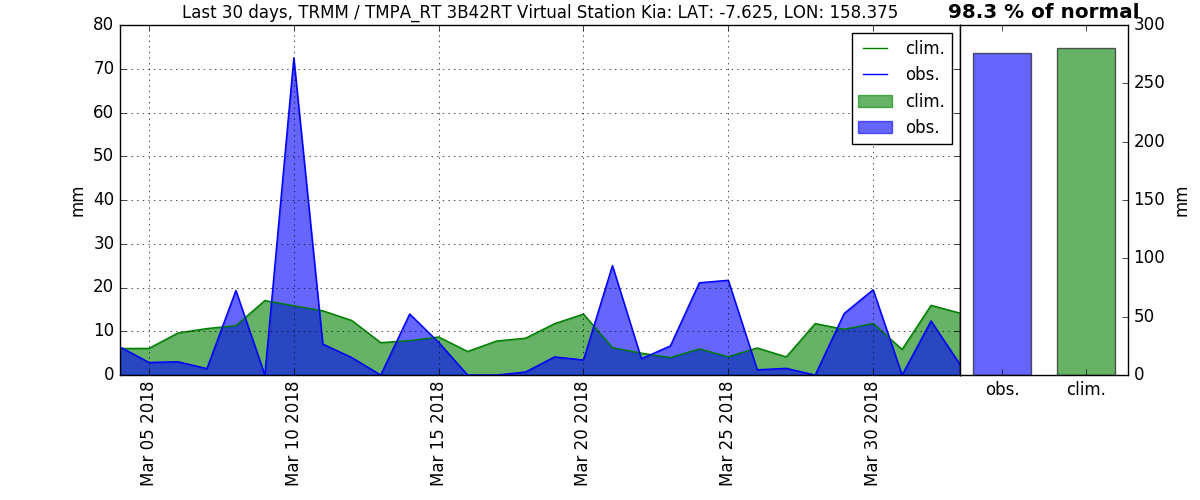 Last 30 days, TRMM / TMPA_RT 3B42RT Virtual Station Kia: LAT: -7.625, LON: 158.375
98.3 % of normal
80
70
60
50
40
30
20
10
0
mm
clim.
obs.
clim.
obs.
Mar 05 2018
Mar 10 2018
Mar 15 2018
Mar 20 2018
Mar 25 2018
Mar 30 2018
300
250
200
150
100
50
0
mm
obs.
clim.